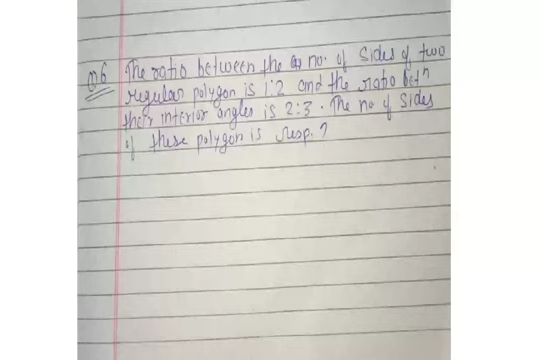 Q6 The ratio between the no. of sides of two
regular polygon is 1:2 and the ratio betn
their interior angles is 2:3. The no of sides
of these polygon is resp.?